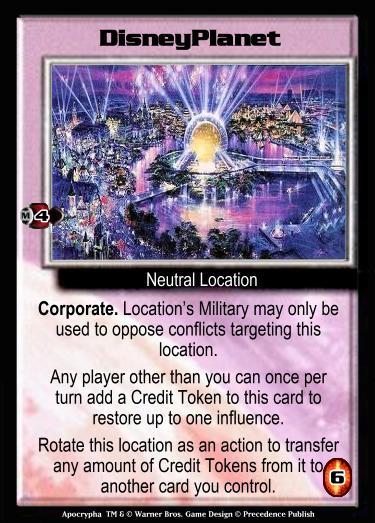 DisneyPlanet
M 4
Neutral Location
Corporate. Location's Military may only be
used to oppose conflicts targeting this
location.
Any player other than you can once per
turn add a Credit Token to this card to
restore up to one influence.
Rotate this location as an action to transfer
any amount of Credit Tokens from it to
another card you control.
6
Apocrypha TM & © Warner Bros. Game Design © Precedence Publish